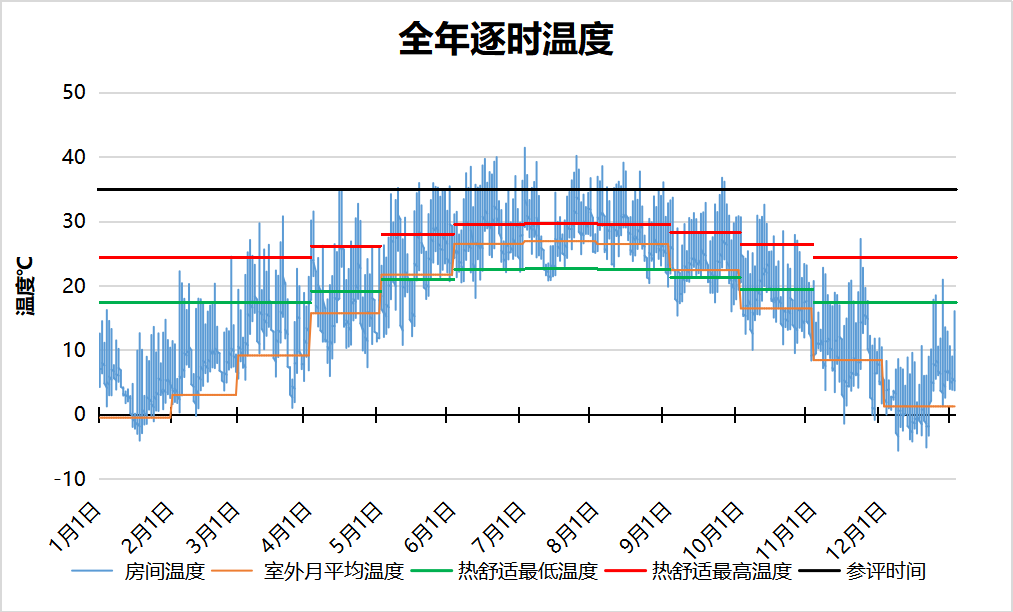 全年逐时温度
温度℃
50
40
30
20
10
0
-10
1月1日
2月1日
3月1日
4月1日
5月1日
6月1日
7月1日
8月1日
9月1日
10月1日
11月1日
12月1日
房间温度 室外月平均温度 热舒适最低温度 热舒适最高温度 参评时间